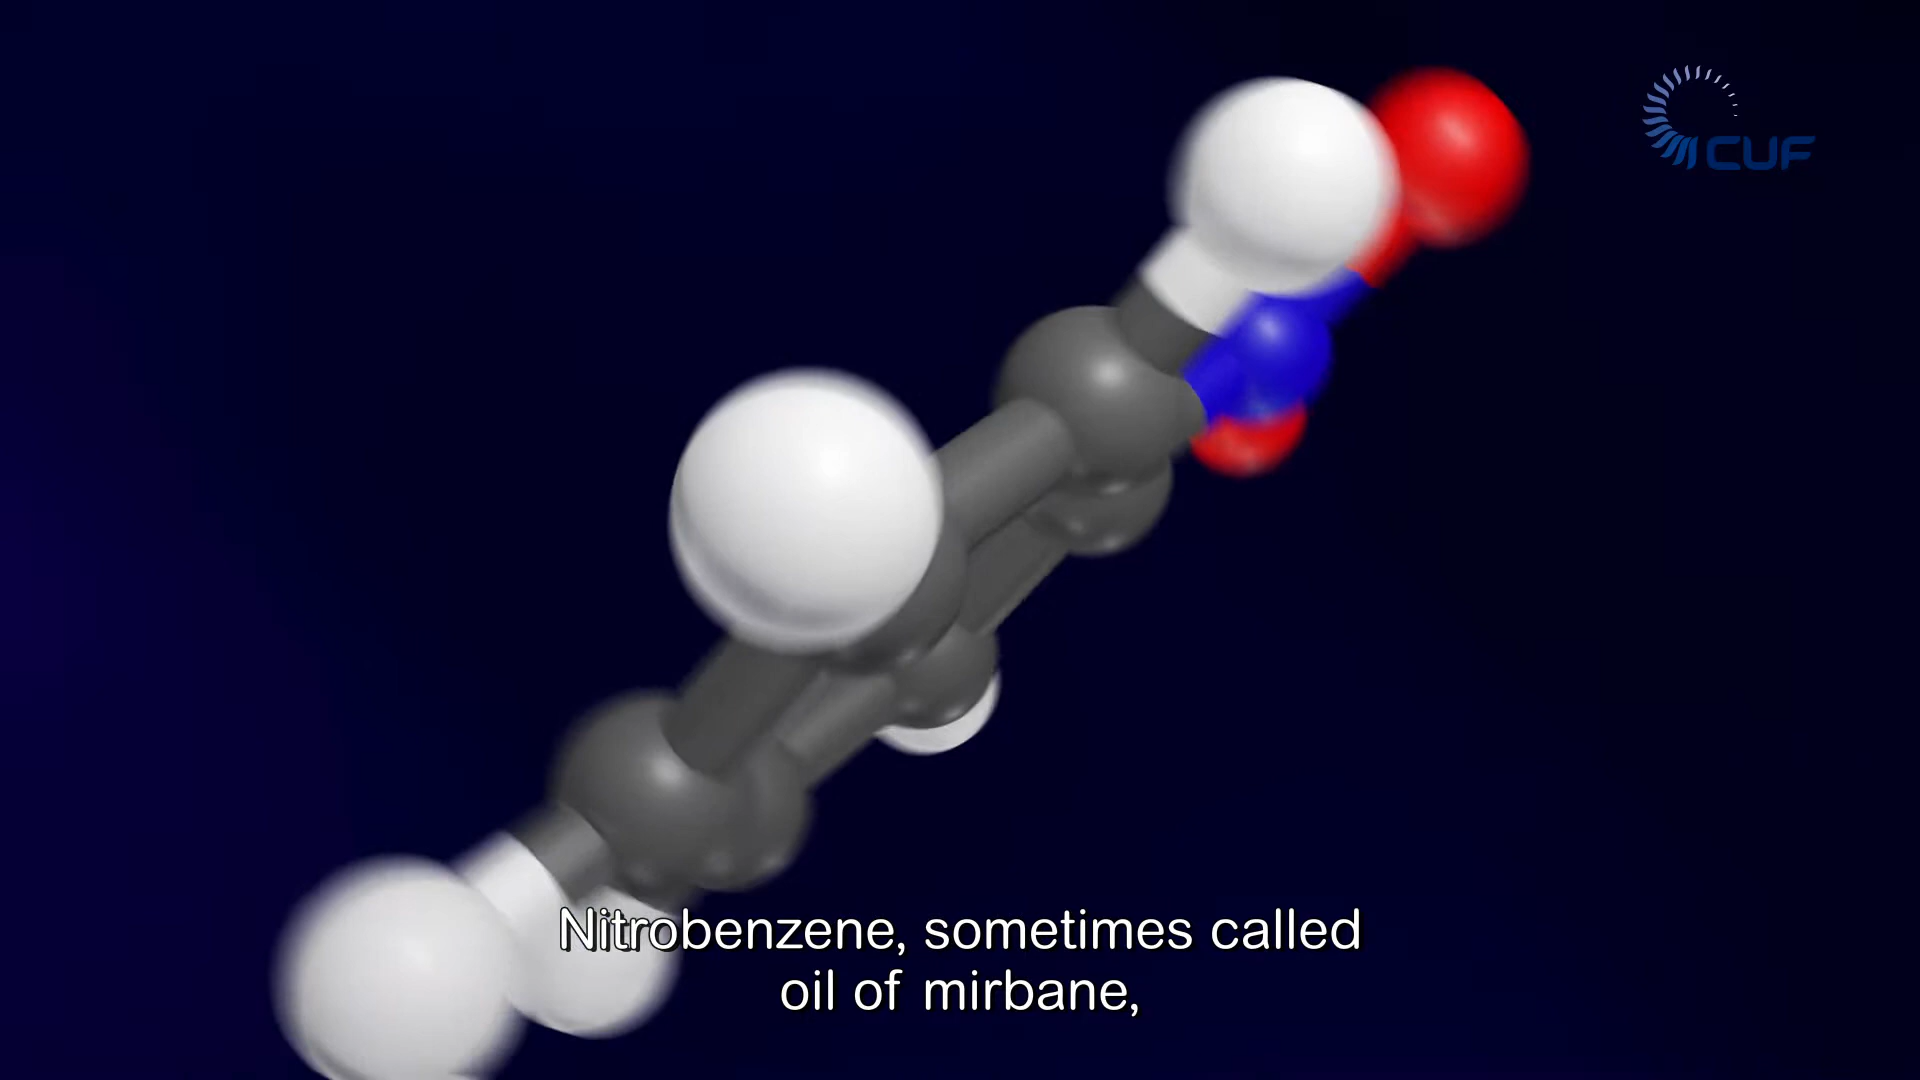 CUF
Nitrobenzene, sometimes called
oil of mirbane,